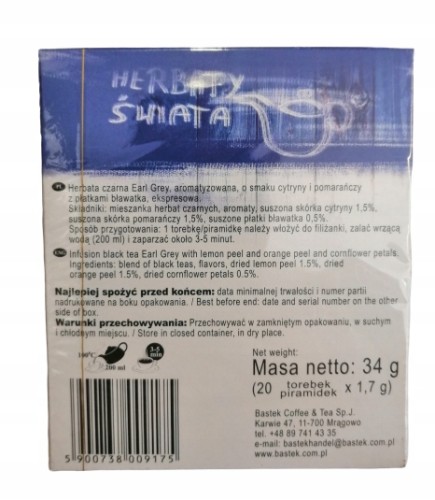 HERBATY
ŚWIATA
PL Herbata czarna Earl Grey, aromatyzowana, o smaku cytryny i pomarańczy
z płatkami bławatka, ekspresowa.
Składniki: mieszanka herbat czarnych, aromaty, suszona skórka cytryny 1,5%,
suszona skórka pomarańczy 1,5%, suszone płatki bławatka 0,5%.
Sposób przygotowania: 1 torebkę/piramidkę należy włożyć do filiżanki, zalać wrzącą
wodą (200 ml) i zaparzać około 3-5 minut.
Infusion black tea Earl Grey with lemon peel and orange peel and cornflower petals.
Ingredients: blend of black teas, flavors, dried lemon peel 1.5%, dried
orange peel 1.5%, dried cornflower petals 0.5%.
Najlepiej spożyć przed końcem: data minimalnej trwałości i numer partii
nadrukowane na boku opakowania. / Best before end: date and serial number on the other
side of box.
Warunki przechowywania: Przechowywać w zamkniętym opakowaniu, w suchym
i chłodnym miejscu. / Store in closed container, in dry place.
100°C
200 ml
3-5
min
Net weight:
Masa netto: 34 g
(20 torebek piramidek x 1,7 g)
Bastek Coffee & Tea Sp.J.
Karwie 47, 11-700 Mrągowo
tel. +48 89 741 43 35
e-mail: bastekhandel@bastek.com.pl
www.bastek.com.pl
5 900738 009175